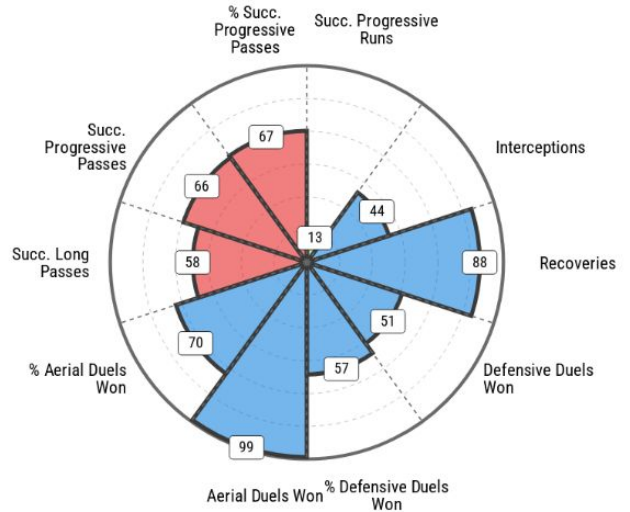 % Succ.
Progressive
Passes
Succ. Progressive
Runs
Succ.
Progressive
Passes
67
Interceptions
66
44
13
Succ. Long
Passes
58
88
Recoveries
51
70
57
% Aerial Duels
Won
Defensive Duels
Won
99
Aerial Duels Won
% Defensive Duels
Won